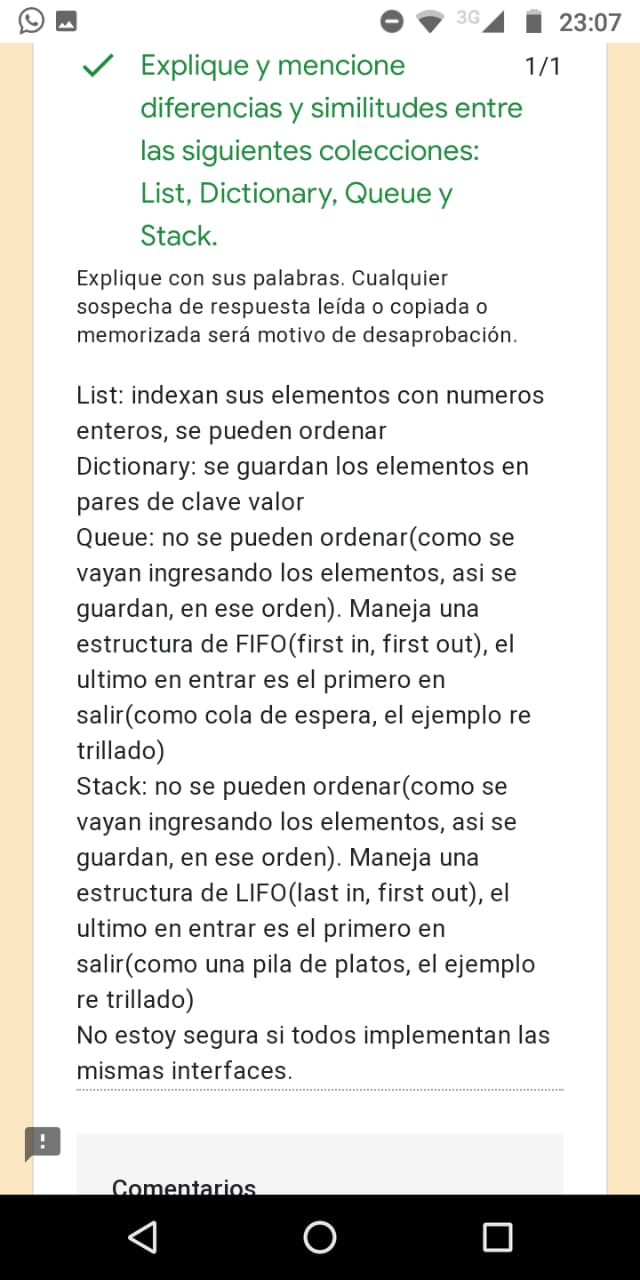 3G 23:07
Explique y mencione 1/1
diferencias y similitudes entre
las siguientes colecciones:
List, Dictionary, Queue y
Stack.
Explique con sus palabras. Cualquier
sospecha de respuesta leída o copiada o
memorizada será motivo de desaprobación.
List: indexan sus elementos con numeros
enteros, se pueden ordenar
Dictionary: se guardan los elementos en
pares de clave valor
Queue: no se pueden ordenar(como se
vayan ingresando los elementos, asi se
guardan, en ese orden). Maneja una
estructura de FIFO(first in, first out), el
ultimo en entrar es el primero en
salir(como cola de espera, el ejemplo re
trillado)
Stack: no se pueden ordenar(como se
vayan ingresando los elementos, asi se
guardan, en ese orden). Maneja una
estructura de LIFO(last in, first out), el
ultimo en entrar es el primero en
salir(como una pila de platos, el ejemplo
re trillado)
No estoy segura si todos implementan las
mismas interfaces.
Comentarios